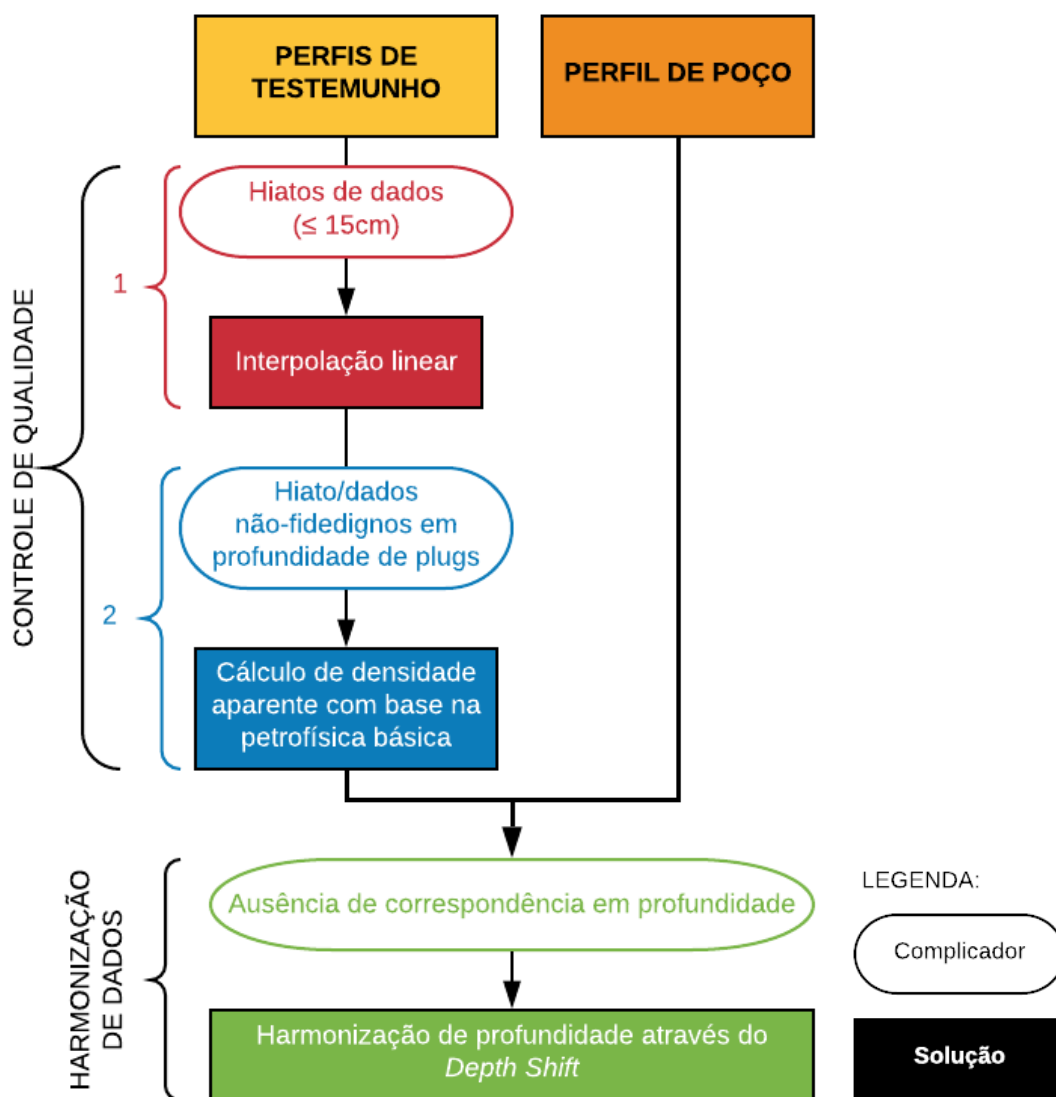 PERFIS DE
TESTEMUNHO
PERFIL DE POÇO
CONTROLE DE QUALIDADE
1
Hiatos de dados
(≤ 15cm)
Interpolação linear
2
Hiato/dados
não-fidedignos em
profundidade de plugs
Cálculo de densidade
aparente com base na
petrofísica básica
HARMONIZAÇÃO
DE DADOS
Ausência de correspondência em profundidade
Harmonização de profundidade através do
Depth Shift
LEGENDA:
Complicador
Solução